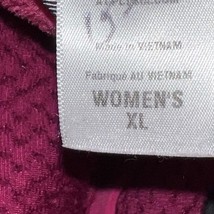 Made in VIETNAM
Fabriqué AU VIETNAM
WOMEN'S
XL